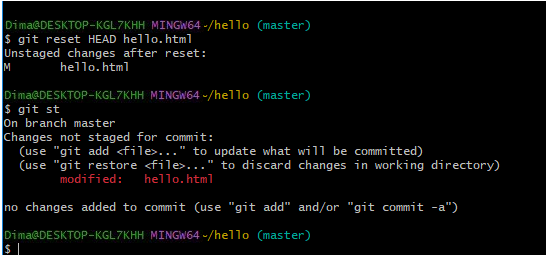 Dima@DESKTOP-KGL7KHH MINGW64 ~/hello (master)
$ git reset HEAD hello.html
Unstaged changes after reset:
M       hello.html
Dima@DESKTOP-KGL7KHH MINGW64 ~/hello (master)
$ git st
On branch master
Changes not staged for commit:
  (use "git add <file>..." to update what will be committed)
  (use "git restore <file>..." to discard changes in working directory)
        modified:   hello.html
no changes added to commit (use "git add" and/or "git commit -a")
Dima@DESKTOP-KGL7KHH MINGW64 ~/hello (master)
$